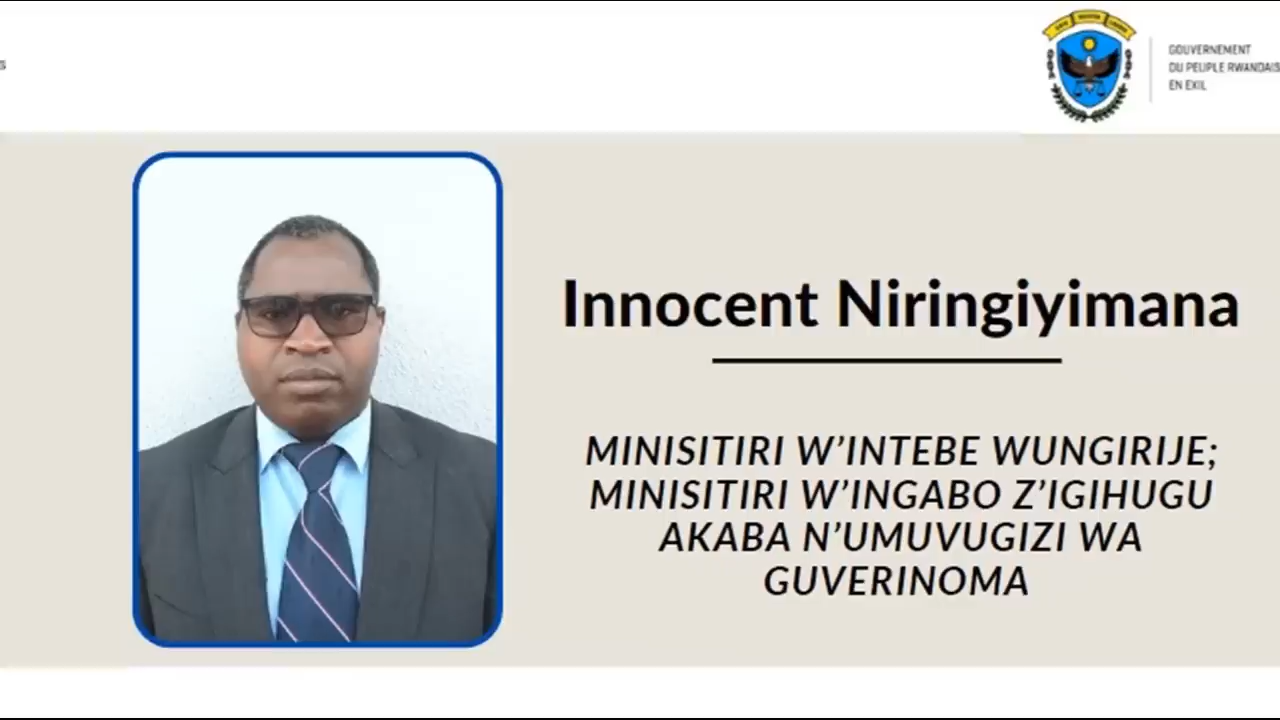 GOUVERNEMENT
DU PEUPLE RWANDAIS
EN EXIL
Innocent Niringiyimana
MINISITIRI W’INTEBE WUNGIRIJE;
MINISITIRI W’INGABO Z’IGIHUGU
AKABA N’UMUVUGIZI WA
GUVERINOMA